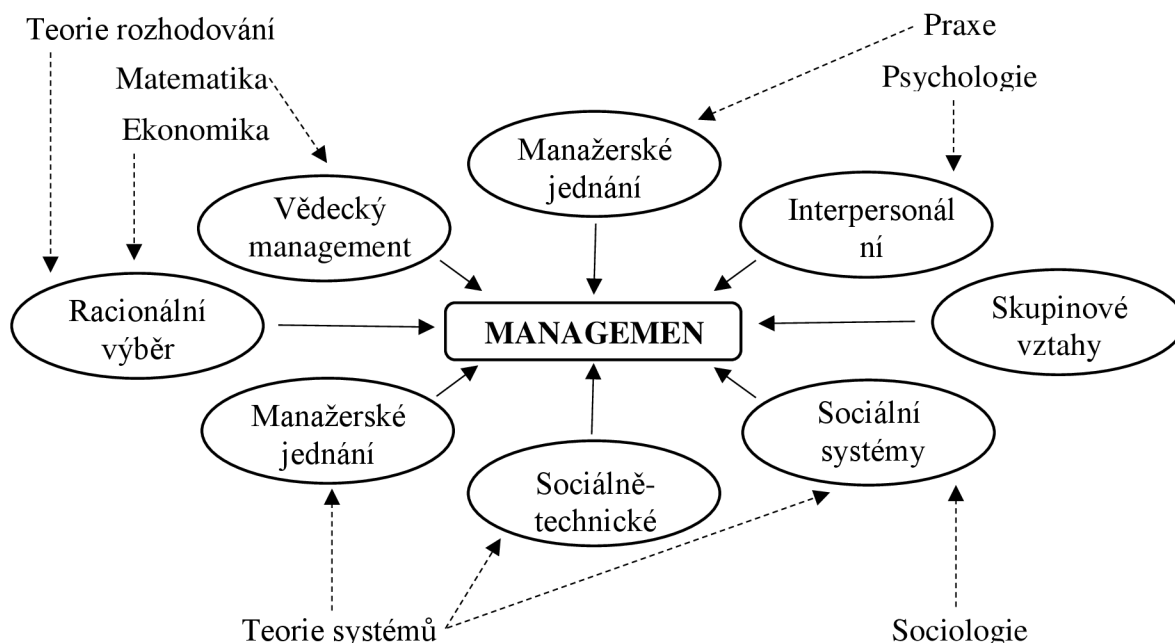 Teorie rozhodování
Praxe
Matematika
Psychologie
Ekonomika
Manažerské
jednání
Vědecký
management
Interpersonál
ní
Racionální
výběr
MANAGEMEN
Skupinové
vztahy
Manažerské
jednání
Sociálně-
technické
Sociální
systémy
Teorie systémů
Sociologie